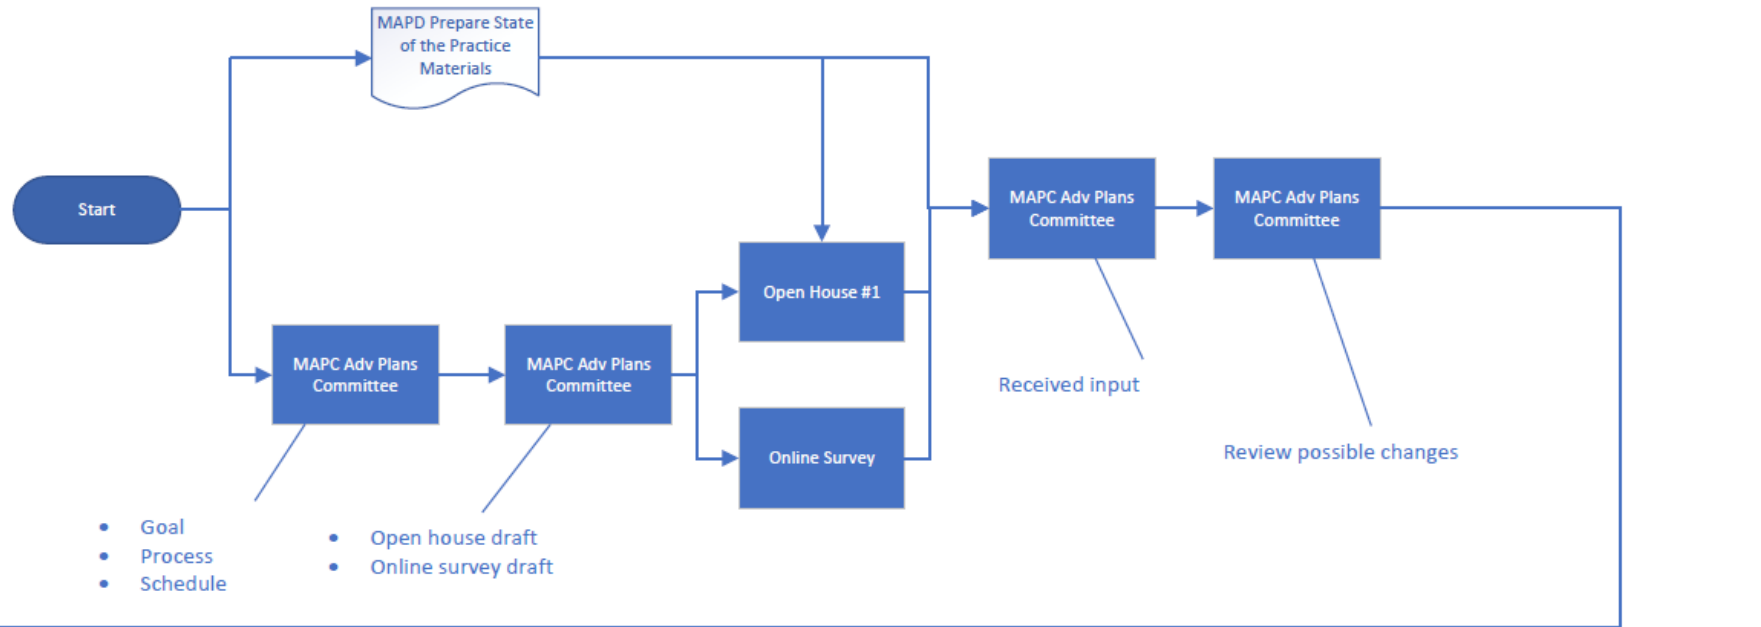 MAPD Prepare State
of the Practice
Materials
Start
MAPC Adv Plans
Committee
MAPC Adv Plans
Committee
Open House #1
Online Survey
MAPC Adv Plans
Committee
MAPC Adv Plans
Committee
Received input
Review possible changes
• Goal
• Process
• Schedule
• Open house draft
• Online survey draft